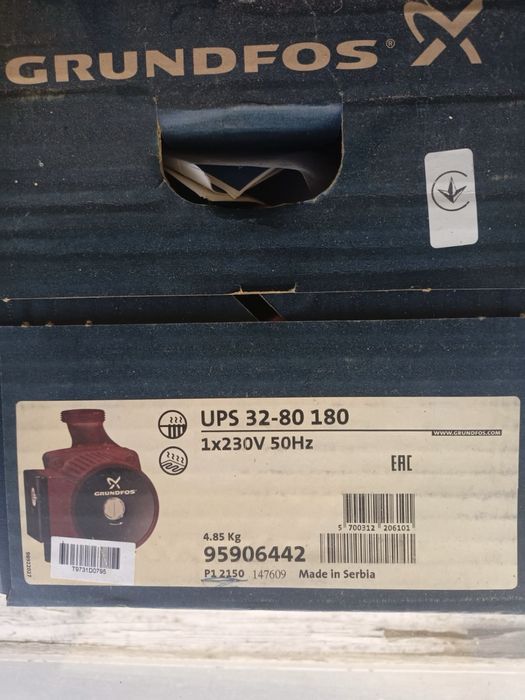 GRUNDFOS®
UPS 32-80 180
1x230V 50Hz
WWW.GRUNDFOS.COM
EAC
GRUNDFOS
5 700312 206101
4.85 Kg
95906442
P1 2150 147609 Made in Serbia
T9731D0795